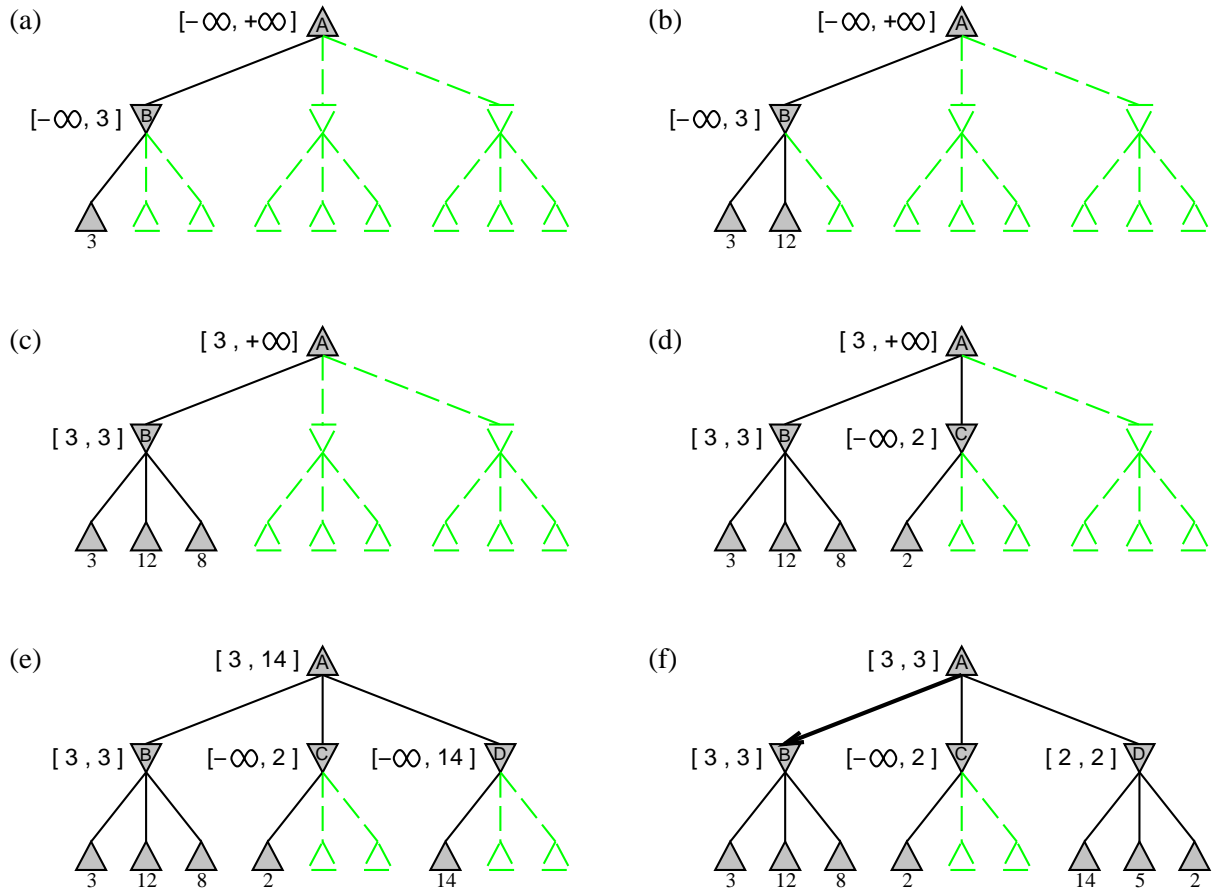 (a) [-∞, +∞] A
[-∞, 3 ] B
3
(b) [-∞, +∞] A
[-∞, 3 ] B
3 12
(c) [ 3 , +∞] A
[ 3 , 3 ] B
3 12 8
(d) [ 3 , +∞] A
[ 3 , 3 ] B [-∞, 2 ] C
3 12 8 2
(e) [ 3 , 14 ] A
[ 3 , 3 ] B [-∞, 2 ] C [-∞, 14 ] D
3 12 8 2 14
(f) [ 3 , 3 ] A
[ 3 , 3 ] B [-∞, 2 ] C [ 2 , 2 ] D
3 12 8 2 14 5 2